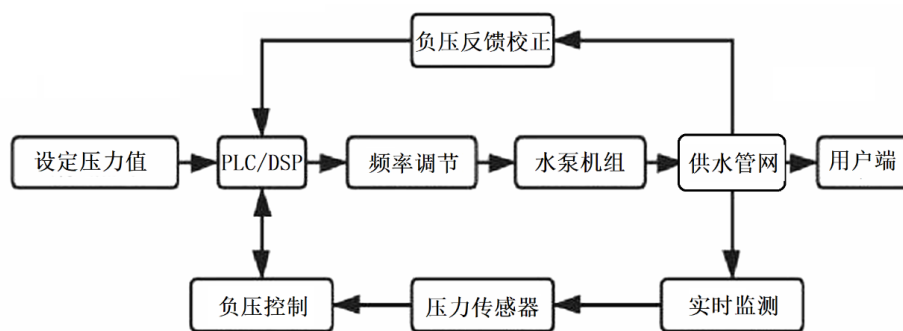 负压反馈校正
设定压力值
PLC/DSP
频率调节
水泵机组
供水管网
用户端
负压控制
压力传感器
实时监测